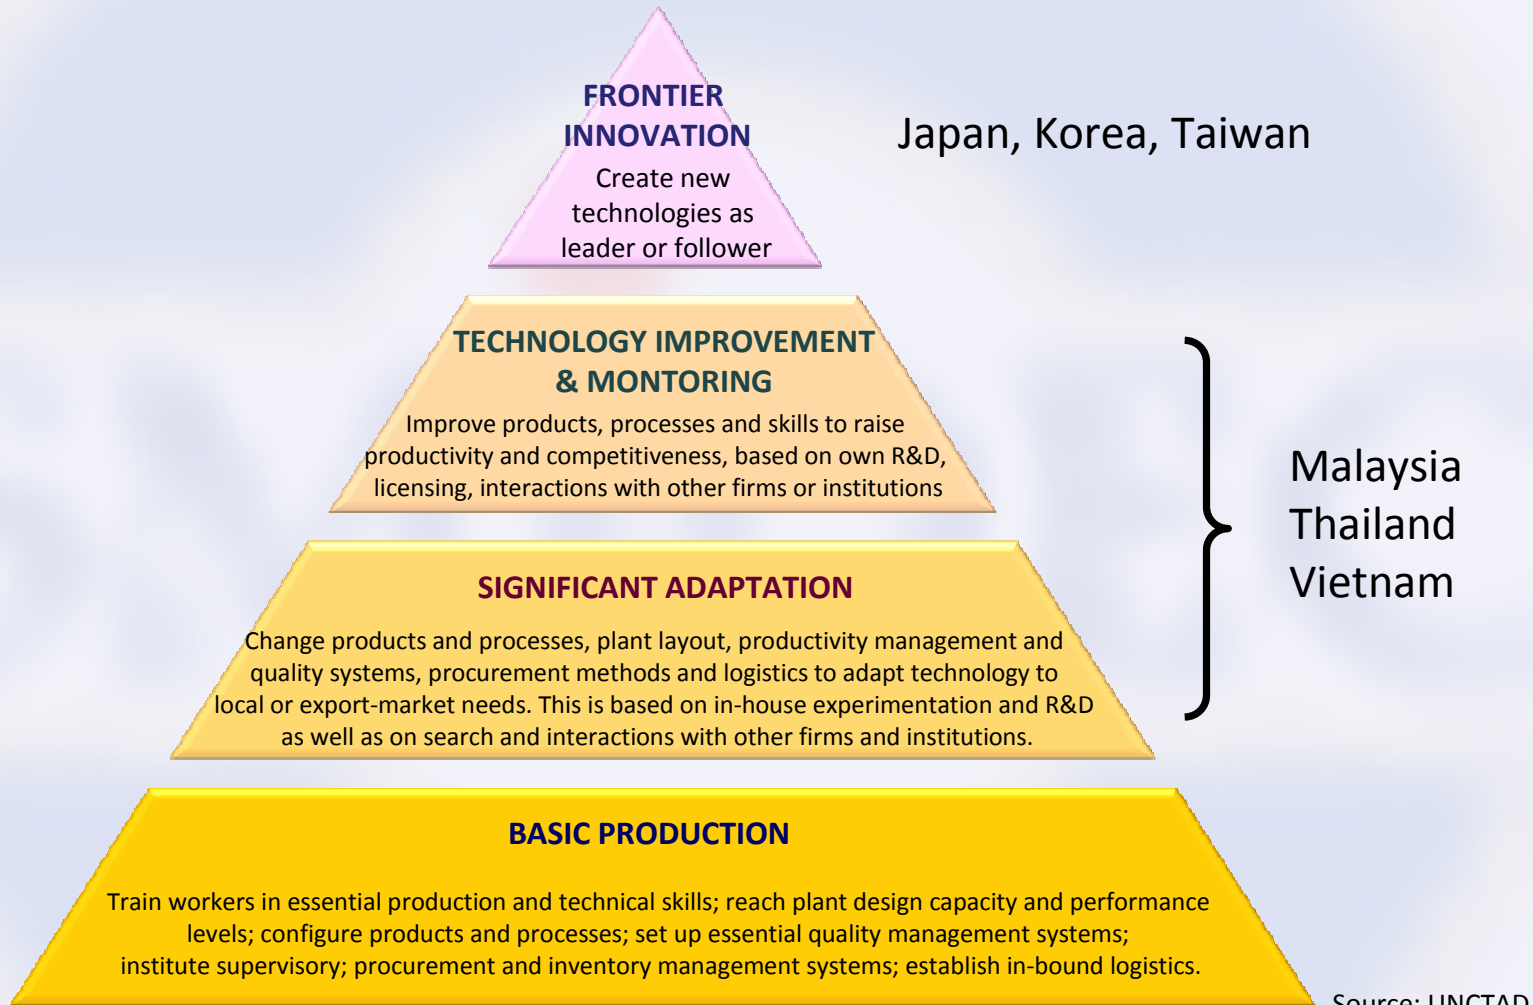 FRONTIER
INNOVATION
Create new
technologies as
leader or follower
Japan, Korea, Taiwan
TECHNOLOGY IMPROVEMENT
& MONTORING
Improve products, processes and skills to raise
productivity and competitiveness, based on own R&D,
licensing, interactions with other firms or institutions
Malaysia
Thailand
Vietnam
SIGNIFICANT ADAPTATION
Change products and processes, plant layout, productivity management and
quality systems, procurement methods and logistics to adapt technology to
local or export-market needs. This is based on in-house experimentation and R&D
as well as on search and interactions with other firms and institutions.
BASIC PRODUCTION
Train workers in essential production and technical skills; reach plant design capacity and performance
levels; configure products and processes; set up essential quality management systems;
institute supervisory; procurement and inventory management systems; establish in-bound logistics.
Source: UNCTAD